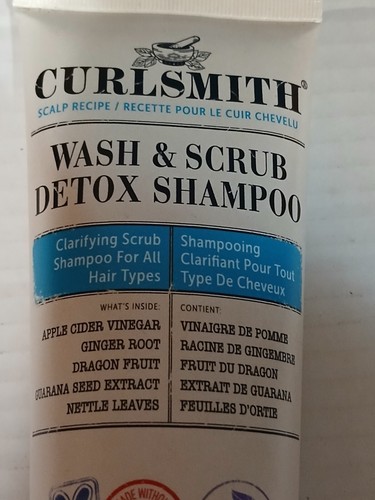 CURLSMITH®
SCALP RECIPE / RECETTE POUR LE CUIR CHEVELU
WASH & SCRUB
DETOX SHAMPOO
Clarifying Scrub
Shampoo For All
Hair Types
Shampooing
Clarifiant Pour Tout
Type De Cheveux
WHAT'S INSIDE:
APPLE CIDER VINEGAR
GINGER ROOT
DRAGON FRUIT
GUARANA SEED EXTRACT
NETTLE LEAVES
CONTIENT:
VINAIGRE DE POMME
RACINE DE GINGEMBRE
FRUIT DU DRAGON
EXTRAIT DE GUARANA
FEUILLES D'ORTIE
MADE WITHOUT